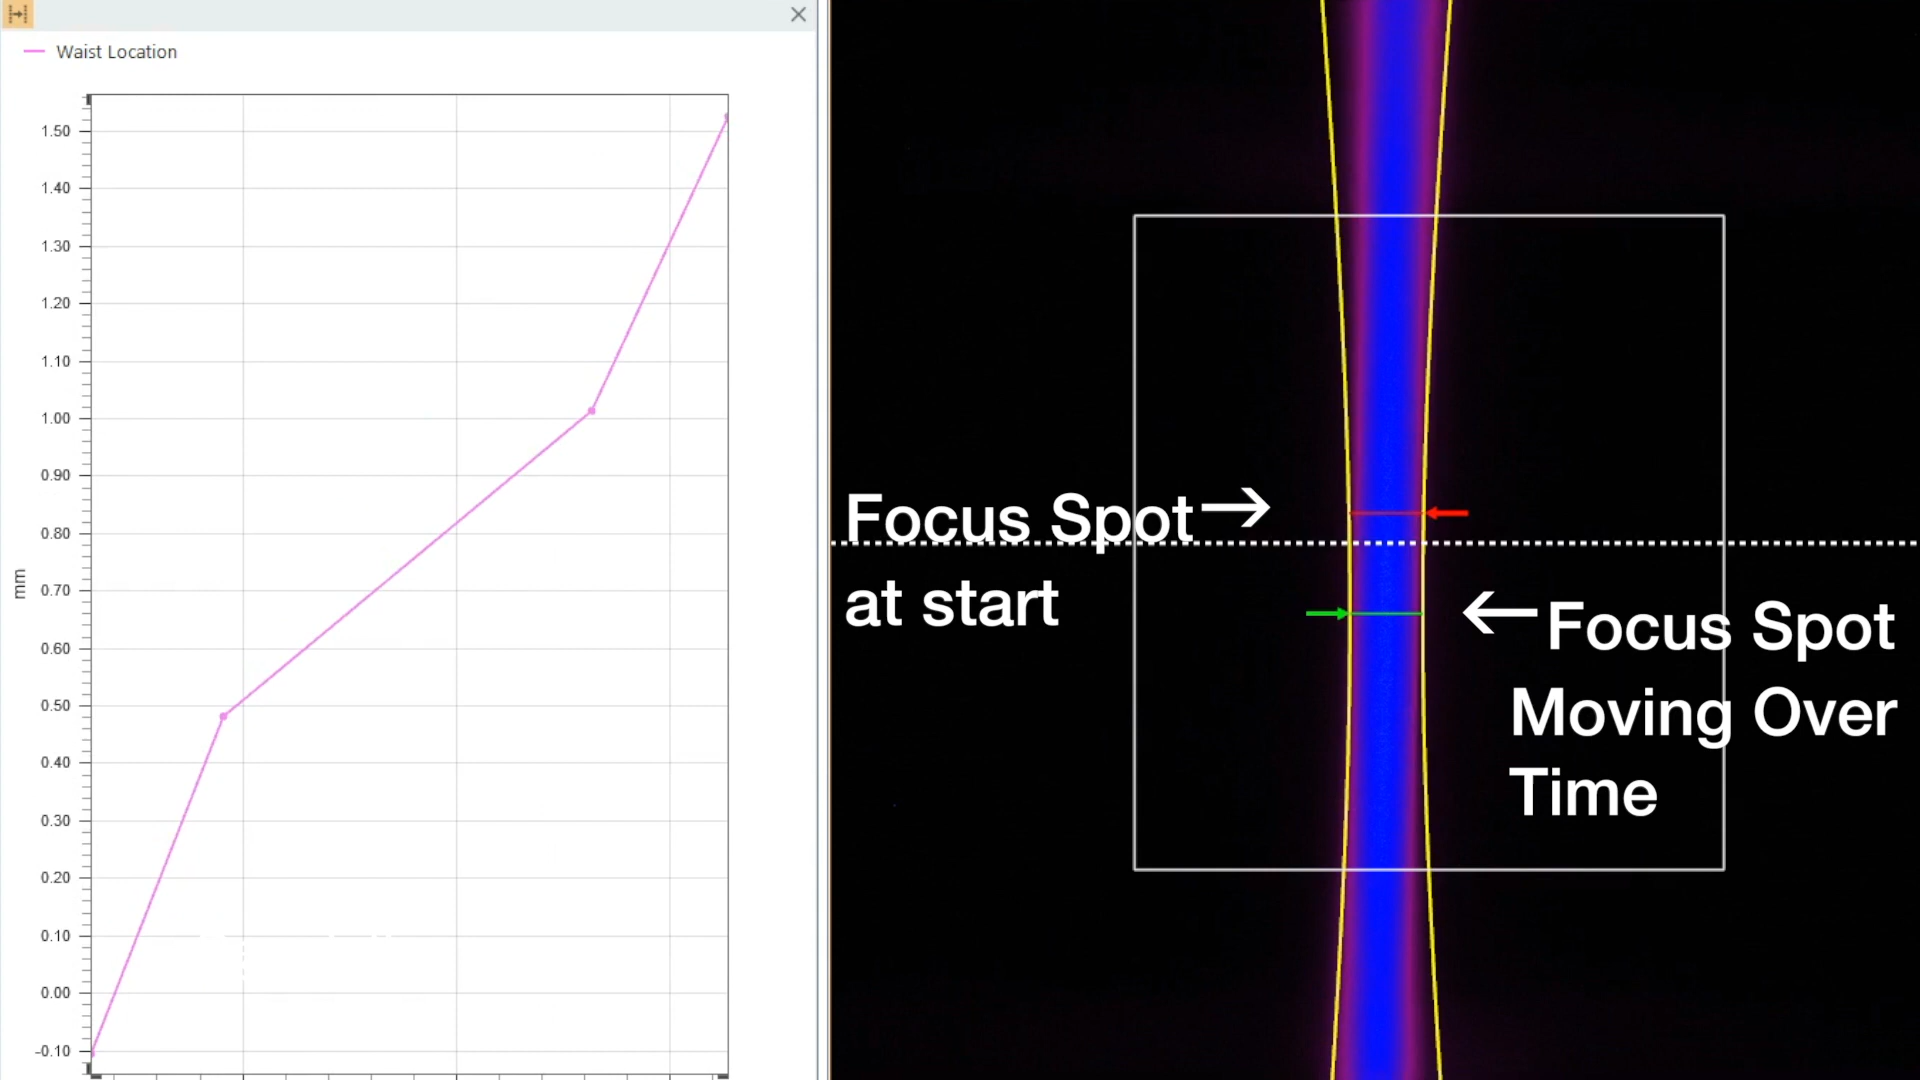 Waist Location
1.50
1.40
1.30
1.20
1.10
1.00
0.90
0.80
0.70
0.60
0.50
0.40
0.30
0.20
0.10
0.00
-0.10
mm
Focus Spot→
at start
←Focus Spot
Moving Over
Time